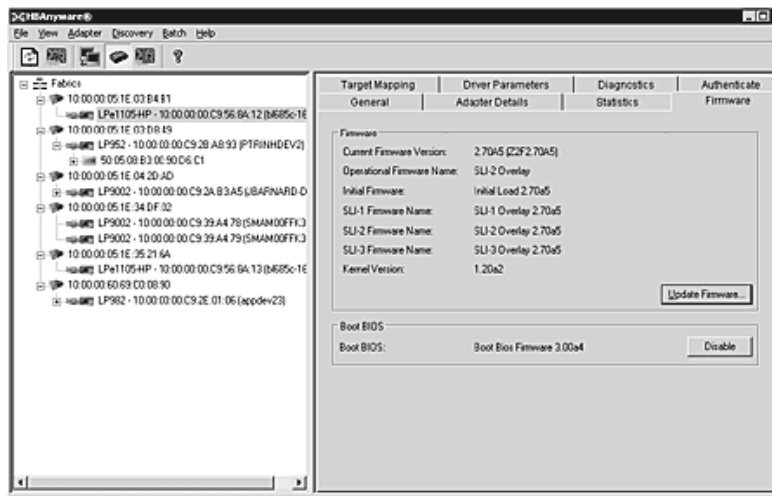 HBAnyware®
File View Adapter Discovery Batch Help
Fabrics
10:00:00:05:1E:03:B4:B1
LPe1105-HP - 10:00:00:00:C9:56:8A:12 (bl685c-16
10:00:00:05:1E:03:D8:49
LP952 - 10:00:00:00:C9:2B:A8:93 (PTRINHDEV2)
50:05:08:B3:00:90:D6:C1
10:00:00:05:1E:04:2D:AD
LP9002 - 10:00:00:00:C9:2A:B3:A5 (JBARNARD-D
10:00:00:05:1E:34:DF:02
LP9002 - 10:00:00:00:C9:39:A4:78 (SMAM00FFK3
LP9002 - 10:00:00:00:C9:39:A4:79 (SMAM00FFK3
10:00:00:05:1E:35:21:6A
LPe1105-HP - 10:00:00:00:C9:56:8A:13 (bl685c-16
10:00:00:60:69:C0:08:90
LP982 - 10:00:00:00:C9:2E:01:06 (appdev23)
Target Mapping Driver Parameters Diagnostics Authenticate
General Adapter Details Statistics Firmware
Firmware
Current Firmware Version: 2.70A5 (Z2F2.70A5)
Operational Firmware Name: SLI-2 Overlay
Initial Firmware: Initial Load 2.70a5
SLI-1 Firmware Name: SLI-1 Overlay 2.70a5
SLI-2 Firmware Name: SLI-2 Overlay 2.70a5
SLI-3 Firmware Name: SLI-3 Overlay 2.70a5
Kernel Version: 1.20a2
Update Firmware...
Boot BIOS
Boot BIOS: Boot Bios Firmware 3.00a4
Disable